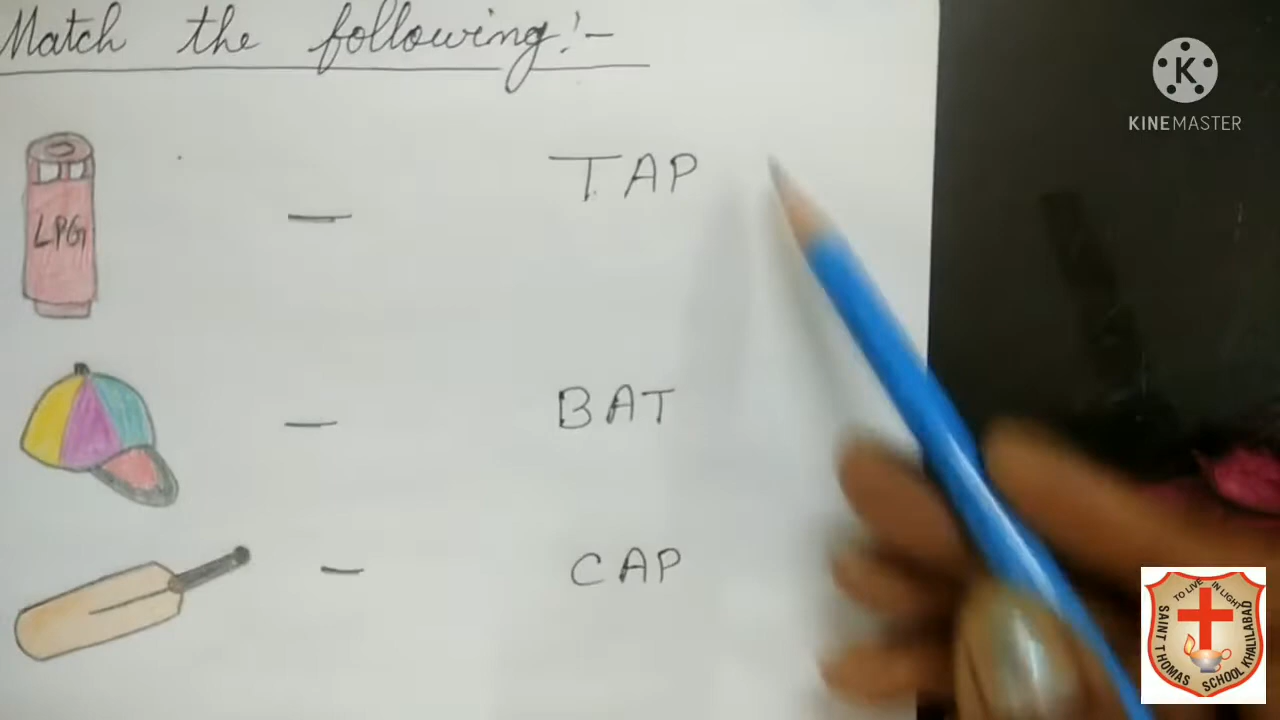 Match the following:-
KINEMASTER
K
LPG
TAP
BAT
CAP
TO LIVE IN LIGHT
SAINT THOMAS SCHOOL KHALILABAD